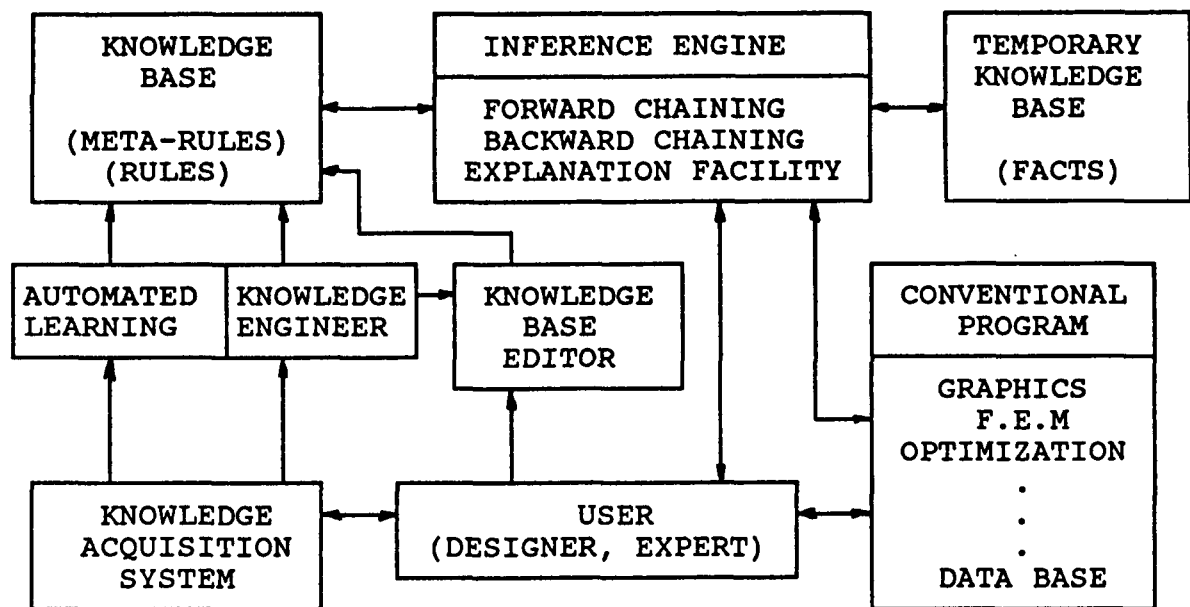 KNOWLEDGE
BASE
(META-RULES)
(RULES)
INFERENCE ENGINE
FORWARD CHAINING
BACKWARD CHAINING
EXPLANATION FACILITY
TEMPORARY
KNOWLEDGE
BASE
(FACTS)
AUTOMATED
LEARNING
KNOWLEDGE
ENGINEER
KNOWLEDGE
BASE
EDITOR
CONVENTIONAL
PROGRAM
GRAPHICS
F.E.M
OPTIMIZATION
.
.
.
DATA BASE
KNOWLEDGE
ACQUISITION
SYSTEM
USER
(DESIGNER, EXPERT)